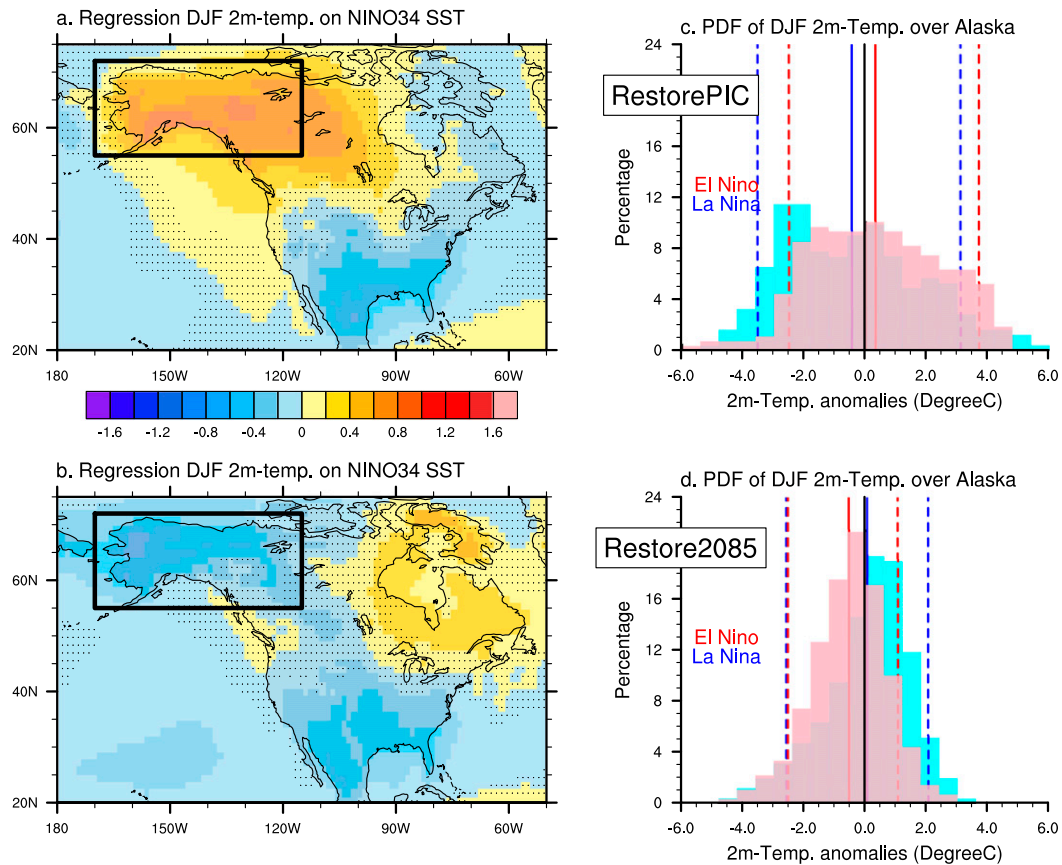 a. Regression DJF 2m-temp. on NINO34 SST
60N
40N
20N
180 150W 120W 90W 60W
-1.6 -1.2 -0.8 -0.4 0 0.4 0.8 1.2 1.6
c. PDF of DJF 2m-Temp. over Alaska
RestorePIC
El Nino
La Nina
Percentage
24
18
12
8
4
0
-6.0 -4.0 -2.0 0.0 2.0 4.0 6.0
2m-Temp. anomalies (DegreeC)
b. Regression DJF 2m-temp. on NINO34 SST
60N
40N
20N
180 150W 120W 90W 60W
d. PDF of DJF 2m-Temp. over Alaska
Restore2085
El Nino
La Nina
Percentage
24
20
16
12
8
4
0
-6.0 -4.0 -2.0 0.0 2.0 4.0 6.0
2m-Temp. anomalies (DegreeC)